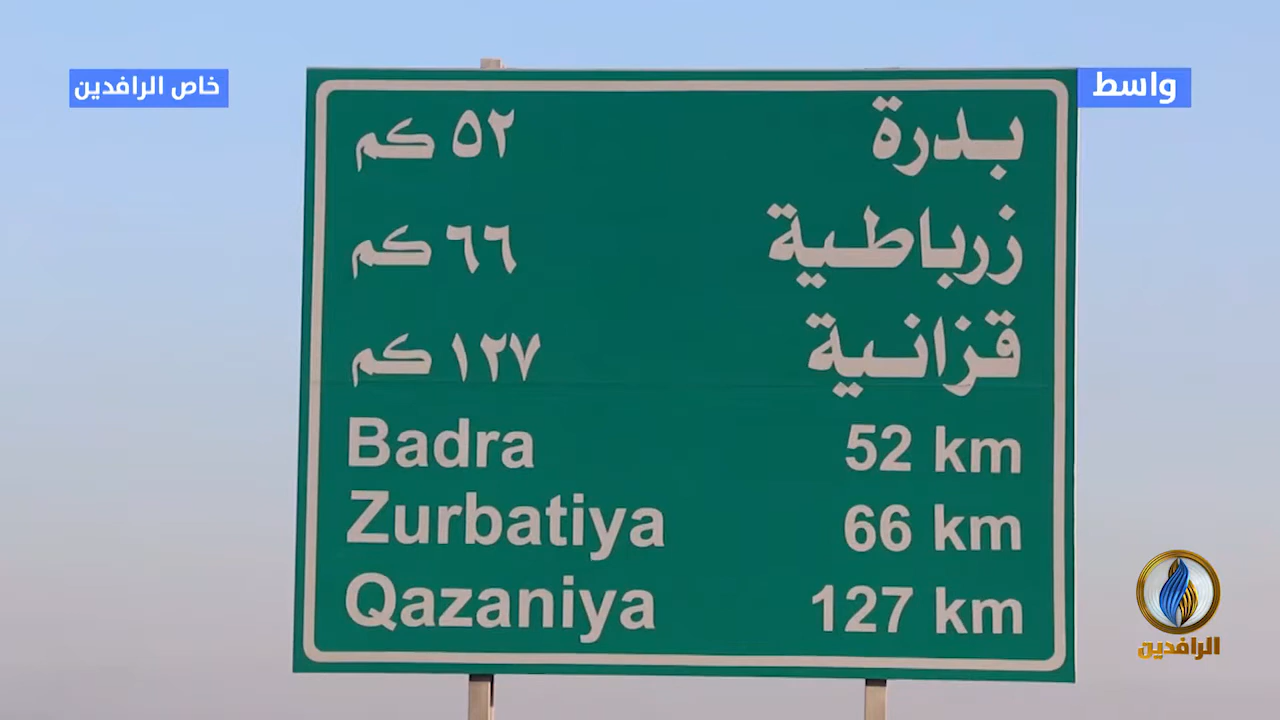 واسط
خاص الرافدين
بدرة ٥٢ كم
زرباطية ٦٦ كم
قزانية ١٢٧ كم
Badra 52 km
Zurbatiya 66 km
Qazaniya 127 km
الرافدين